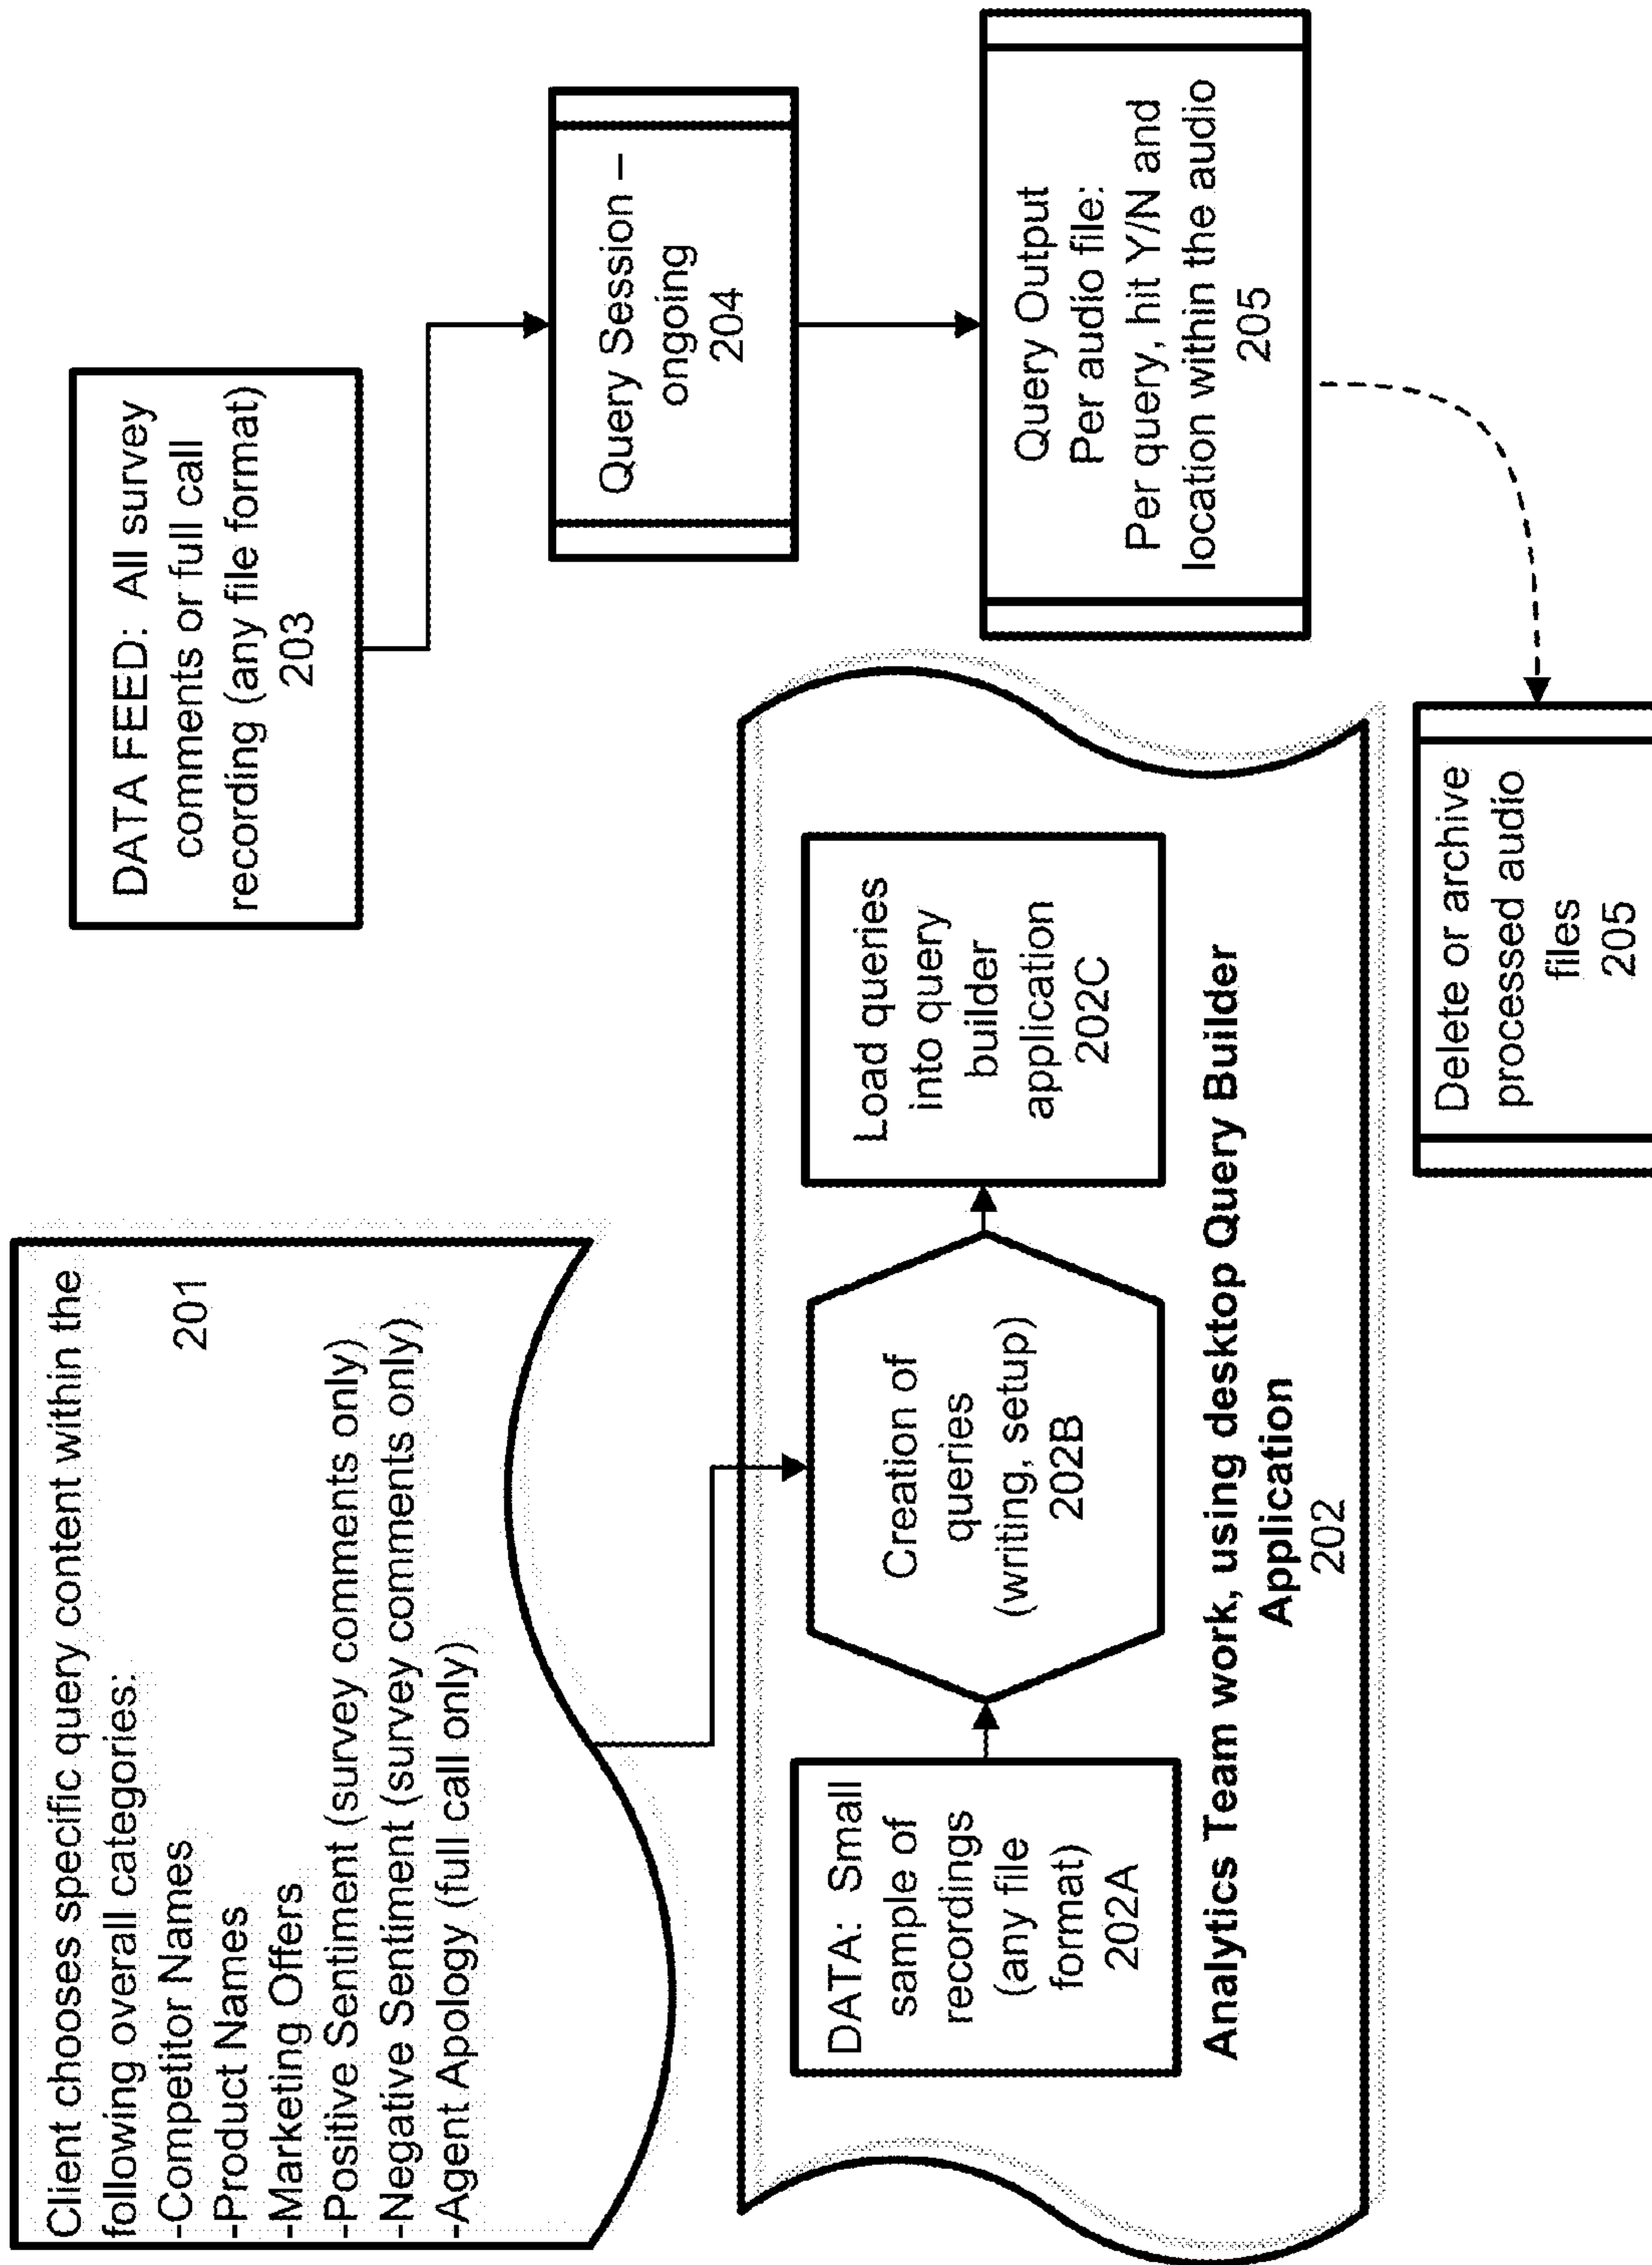 Client chooses specific query content within the
following overall categories:
-Competitor Names
201
-Product Names
-Marketing Offers
-Positive Sentiment (survey comments only)
-Negative Sentiment (survey comments only)
-Agent Apology (full call only)
DATA FEED: All survey
comments or full call
recording (any file format)
203
Query Session –
ongoing
204
DATA: Small
sample of
recordings
(any file
format)
202A
Creation of
queries
(writing, setup)
202B
Load queries
into query
builder
application
202C
Analytics Team work, using desktop Query Builder
Application
202
Query Output
Per audio file:
Per query, hit Y/N and
location within the audio
205
Delete or archive
processed audio
files
205